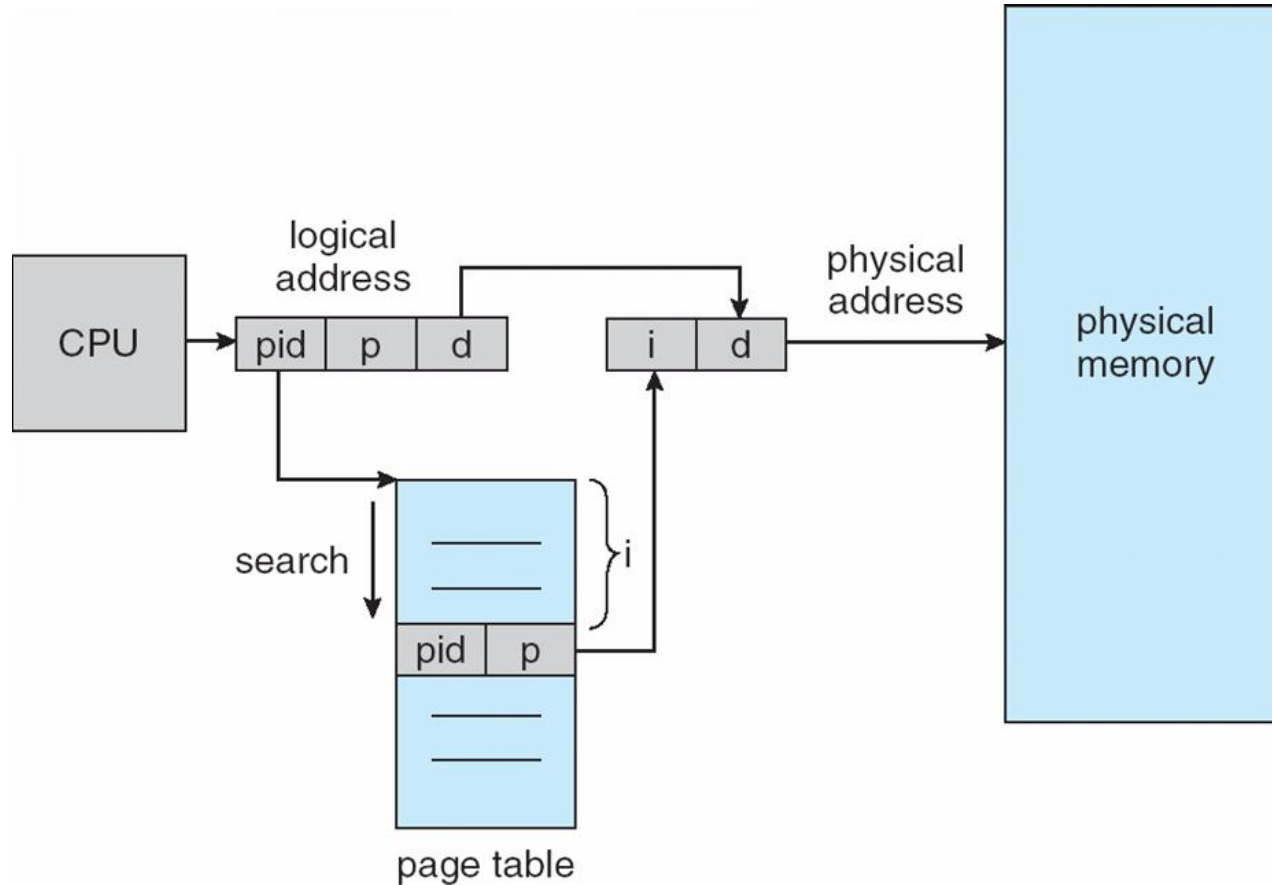 logical
address
physical
address
CPU
pid p d
i d
physical
memory
search
i
pid p
page table